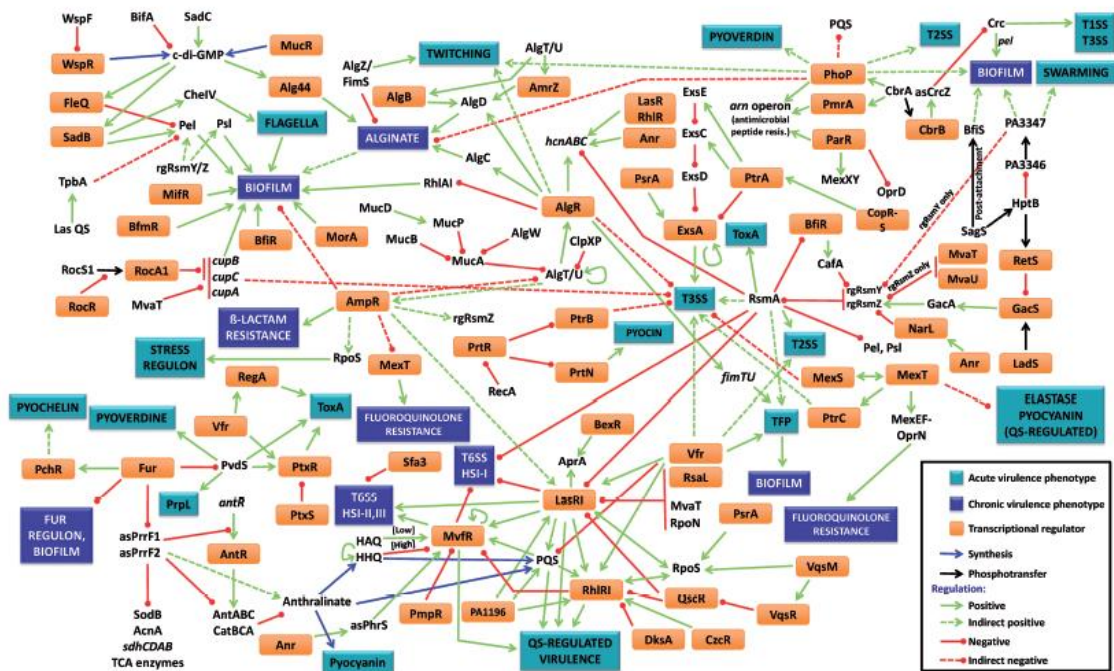 WspF
BifA
SadC
WspR
c-di-GMP
MucR
FleQ
SadB
CheIV
Alg44
Pel
Psl
FLAGELLA
rgRsmY/Z
TpbA
Las QS
MifR
BfmR
BIOFILM
BfiR
MorA
RocS1
RocA1
RocR
MvaT
cupB
cupC
cupA
AlgZ/
FimS
TWITCHING
AlgT/U
AlgB
AlgD
AmrZ
ALGINATE
AlgC
RhlAI
MucD
MucP
MucB
MucA
AlgW
ClpXP
AlgT/U
AlgR
PYOVERDIN
PQS
T2SS
Crc
pel
T1SS
T3SS
PhoP
BIOFILM
SWARMING
LasR
RhlR
Anr
hcnABC
ExsE
ExsC
ExsD
ExsA
PsrA
PtrA
arn operon
(antimicrobial
peptide resis.)
PmrA
ParR
MexXY
OprD
CopR-
S
CbrA
asCrcZ
CbrB
BfiS
PA3347
PA3346
HptB
SagS
Post-attachment
rgRsmY only
rgRsmZ only
RetS
GacS
LadS
ToxA
BfiR
CafA
rgRsmY
rgRsmZ
MvaT
MvaU
GacA
NarL
Anr
Pel, Psl
RsmA
T3SS
T2SS
AmpR
ß-LACTAM
RESISTANCE
RpoS
STRESS
REGULON
MexT
rgRsmZ
FLUOROQUINOLONE
RESISTANCE
PtrB
PrtR
PrtN
RecA
PYOCIN
fimTU
MexS
MexT
PtrC
MexEF-
OprN
ELASTASE
PYOCYANIN
(QS-REGULATED)
TFP
BIOFILM
FLUOROQUINOLONE
RESISTANCE
PYOCHELIN
PYOVERDINE
RegA
ToxA
Vfr
PchR
Fur
PvdS
PtxR
PtxS
PrpL
FUR
REGULON,
BIOFILM
antR
asPrrF1
asPrrF2
AntR
SodB
AcnA
sdhCDAB
TCA enzymes
AntABC
CatBCA
Anthralinate
Anr
asPhrS
Pyocyanin
Sfa3
T6SS
HSI-I
T6SS
HSI-II,III
HAQ
[Low]
[High]
HHQ
MvfR
PQS
PmpR
PA1196
QS-REGULATED
VIRULENCE
BexR
AprA
LasRI
Vfr
RsaL
MvaT
RpoN
PsrA
RpoS
RhlRI
QscR
VqsM
VqsR
DksA
CzcR
Acute virulence phenotype
Chronic virulence phenotype
Transcriptional regulator
Synthesis
Phosphotransfer
Regulation:
Positive
Indirect positive
Negative
Indirect negative